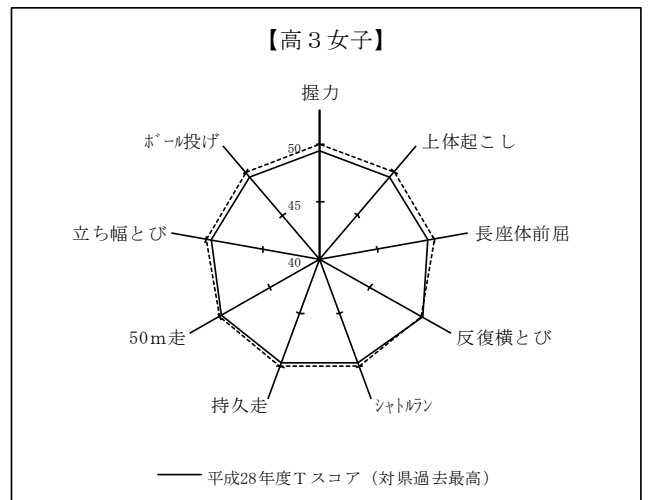 【高３女子】
握力
上体起こし
長座体前屈
反復横とび
ｼｬﾄﾙﾗﾝ
持久走
50ｍ走
立ち幅とび
ﾎﾞｰﾙ投げ
50
45
40
平成28年度Ｔスコア（対県過去最高）